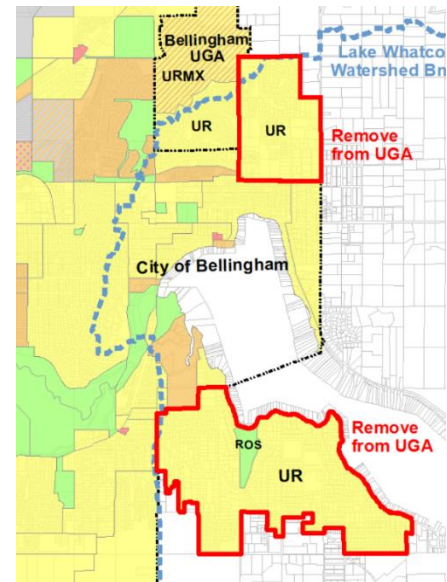 Bellingham
UGA
URMX
Lake Whatco
Watershed Bn
UR
UR
Remove
from UGA
City of Bellingham
Remove
from UGA
ROS
UR